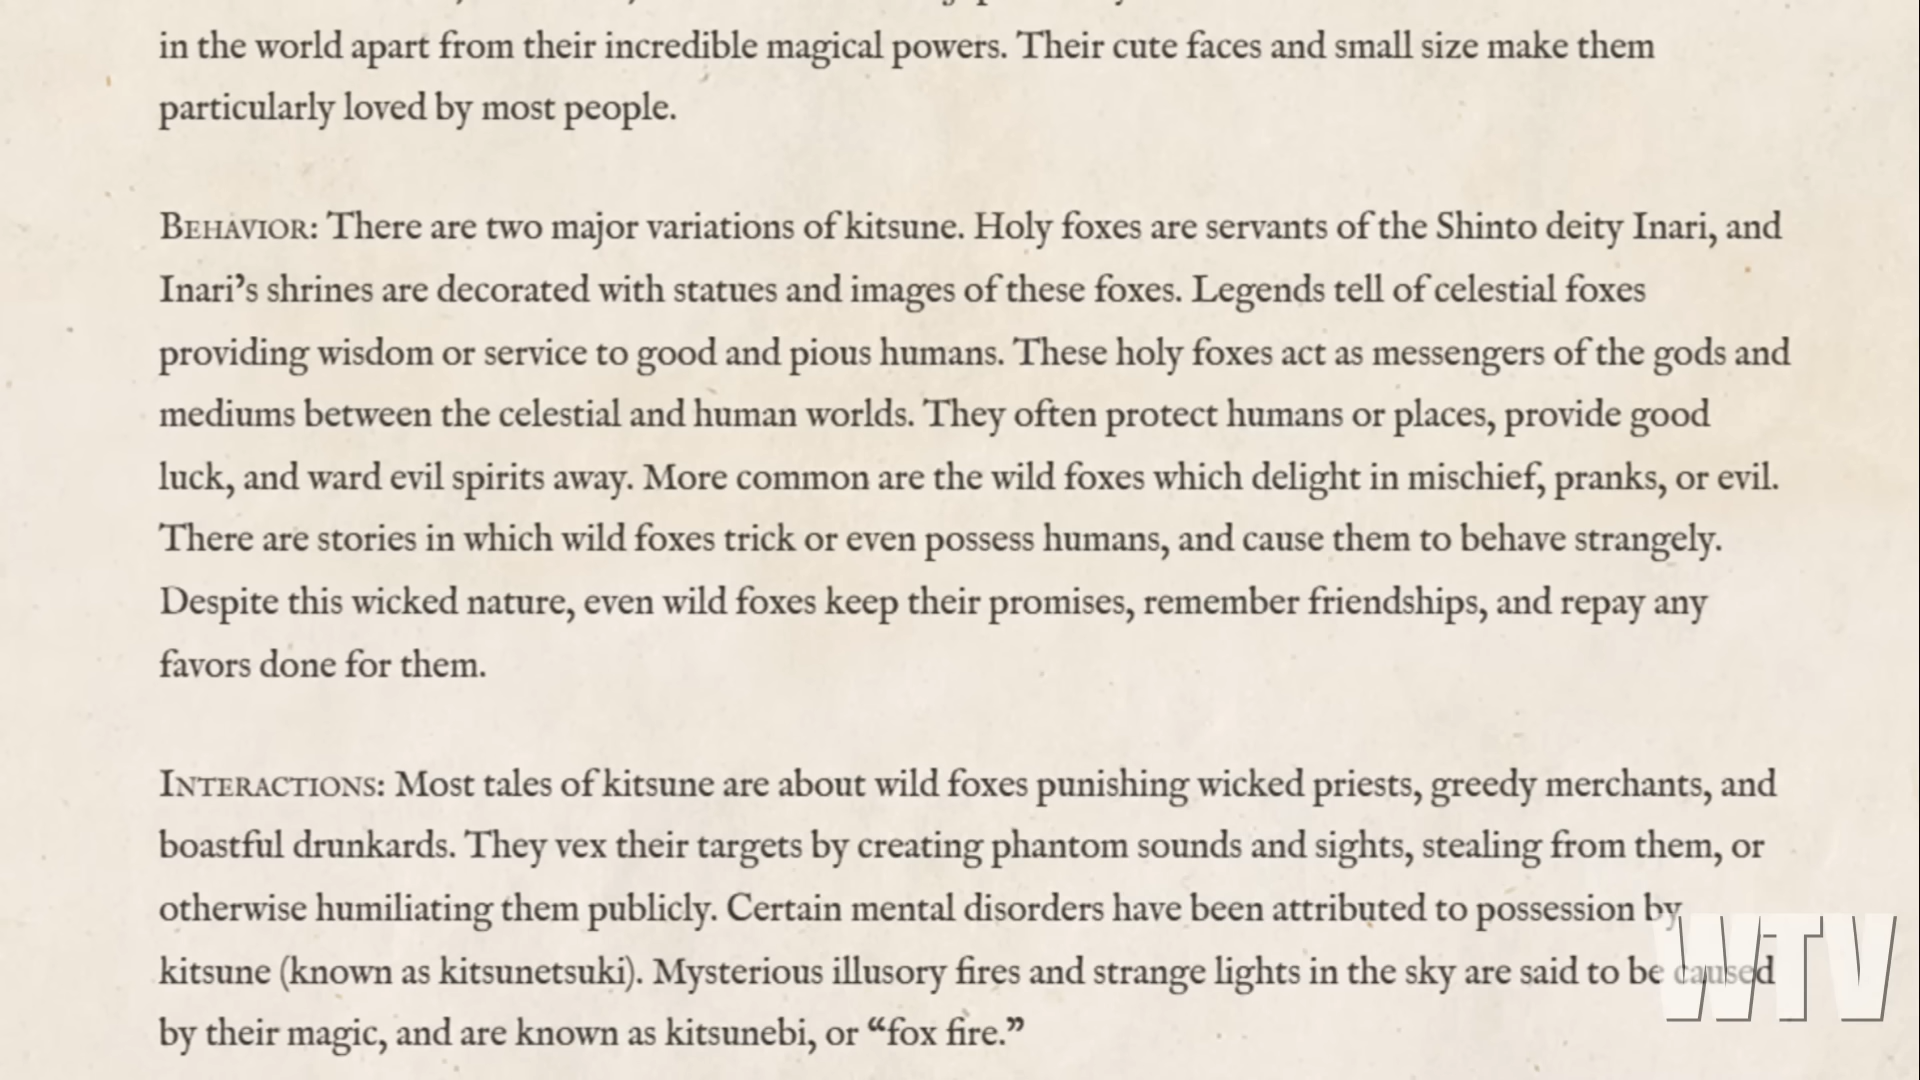 in the world apart from their incredible magical powers. Their cute faces and small size make them
particularly loved by most people.
BEHAVIOR: There are two major variations of kitsune. Holy foxes are servants of the Shinto deity Inari, and
Inari’s shrines are decorated with statues and images of these foxes. Legends tell of celestial foxes
providing wisdom or service to good and pious humans. These holy foxes act as messengers of the gods and
mediums between the celestial and human worlds. They often protect humans or places, provide good
luck, and ward evil spirits away. More common are the wild foxes which delight in mischief, pranks, or evil.
There are stories in which wild foxes trick or even possess humans, and cause them to behave strangely.
Despite this wicked nature, even wild foxes keep their promises, remember friendships, and repay any
favors done for them.
INTERACTIONS: Most tales of kitsune are about wild foxes punishing wicked priests, greedy merchants, and
boastful drunkards. They vex their targets by creating phantom sounds and sights, stealing from them, or
otherwise humiliating them publicly. Certain mental disorders have been attributed to possession by
kitsune (known as kitsunetsuki). Mysterious illusory fires and strange lights in the sky are said to be caused
by their magic, and are known as kitsunebi, or “fox fire.”
WTV